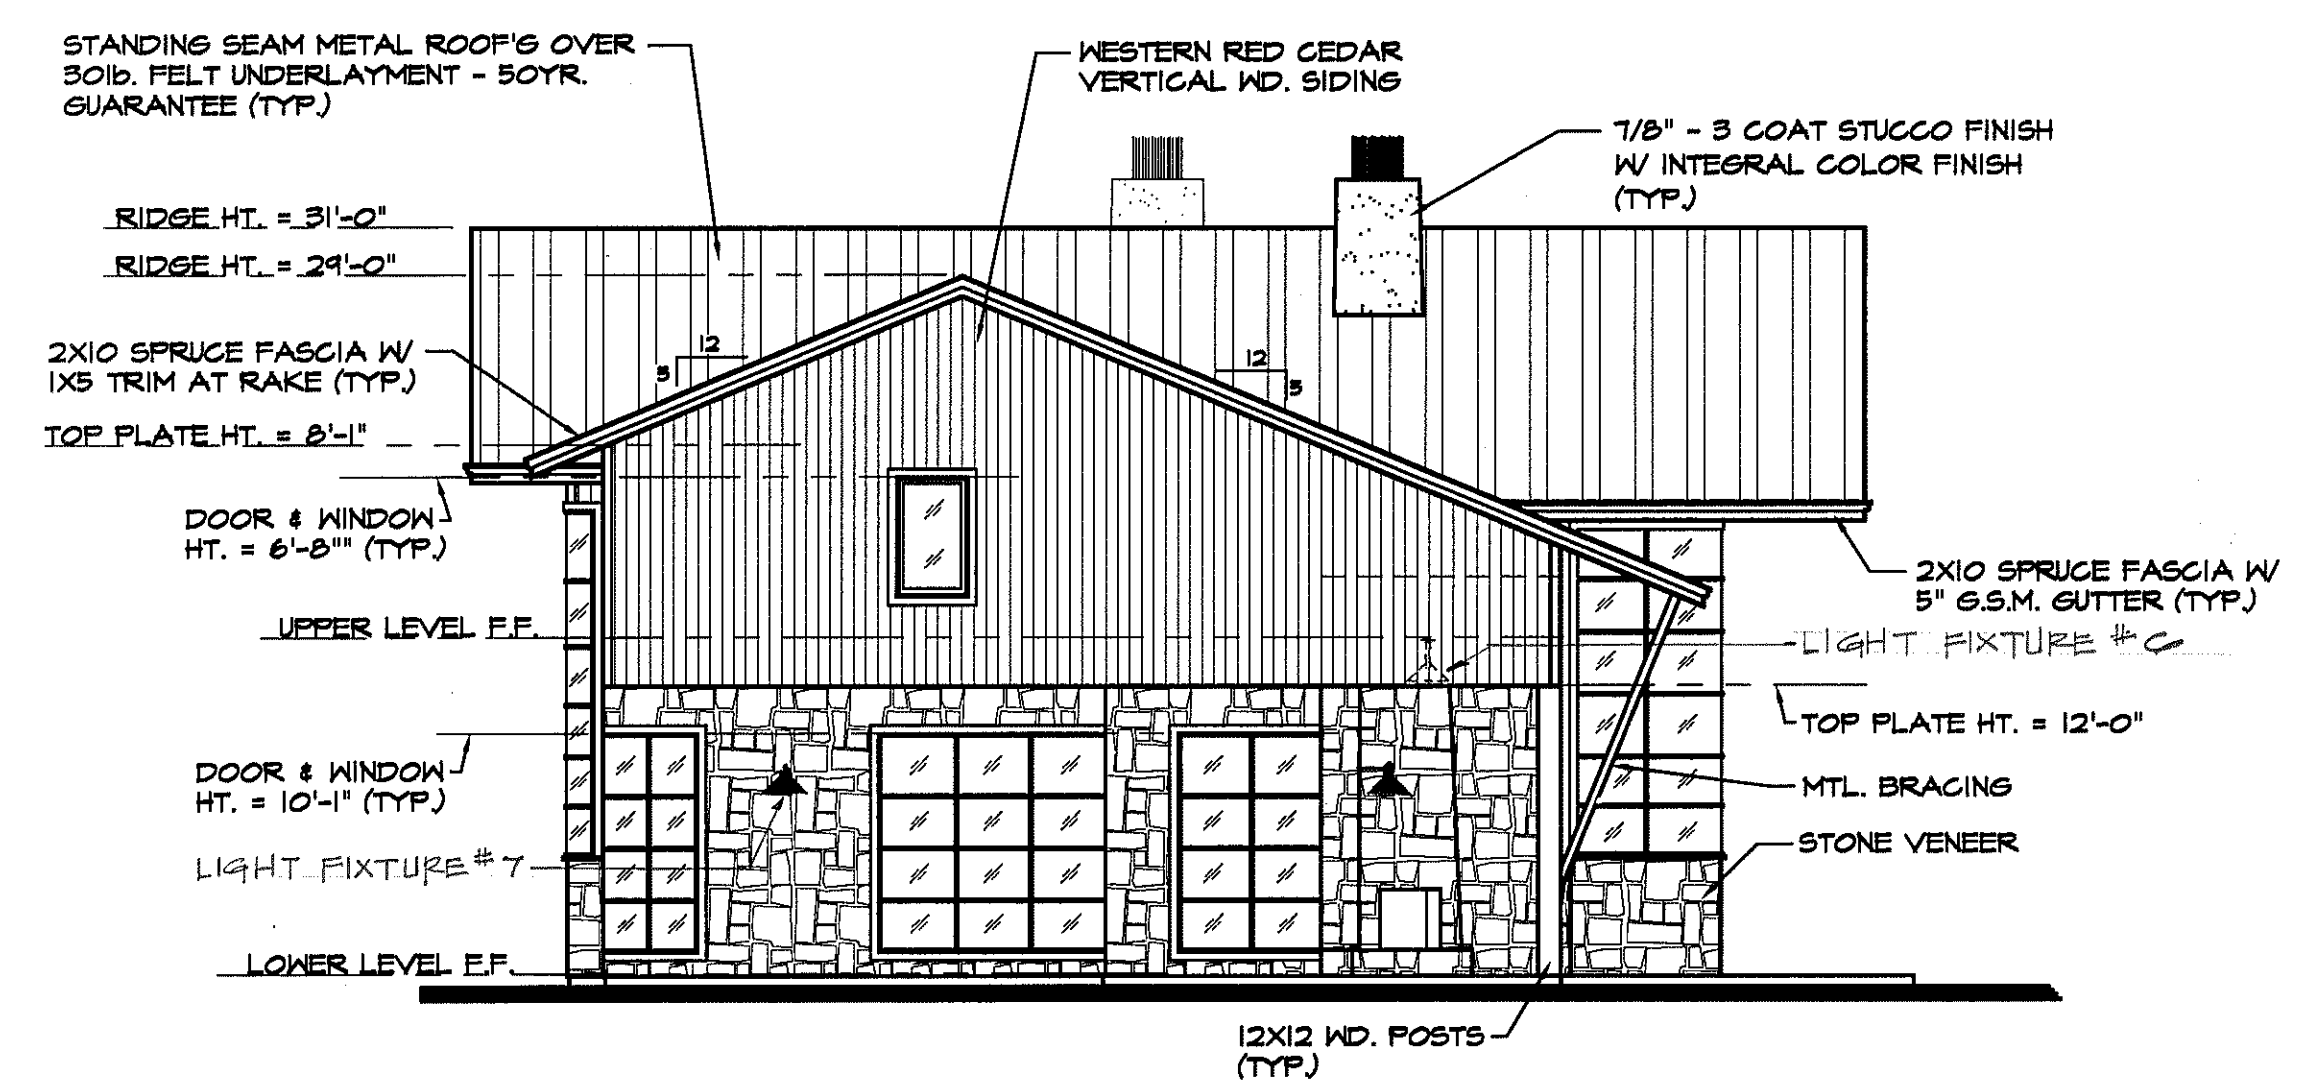 STANDING SEAM METAL ROOF'G OVER
30lb. FELT UNDERLAYMENT - 50YR.
GUARANTEE (TYP.)
WESTERN RED CEDAR
VERTICAL WD. SIDING
7/8" - 3 COAT STUCCO FINISH
W/ INTEGRAL COLOR FINISH
(TYP.)
RIDGE HT. = 31'-0"
RIDGE HT. = 29'-0"
2X10 SPRUCE FASCIA W/
1X5 TRIM AT RAKE (TYP.)
12
5
12
5
TOP PLATE HT. = 8'-1"
DOOR & WINDOW
HT. = 6'-8"" (TYP.)
2X10 SPRUCE FASCIA W/
5" G.S.M. GUTTER (TYP.)
UPPER LEVEL F.F.
LIGHT FIXTURE # 6
TOP PLATE HT. = 12'-0"
DOOR & WINDOW
HT. = 10'-1" (TYP.)
MTL. BRACING
STONE VENEER
LIGHT FIXTURE # 7
LOWER LEVEL F.F.
12X12 WD. POSTS
(TYP.)